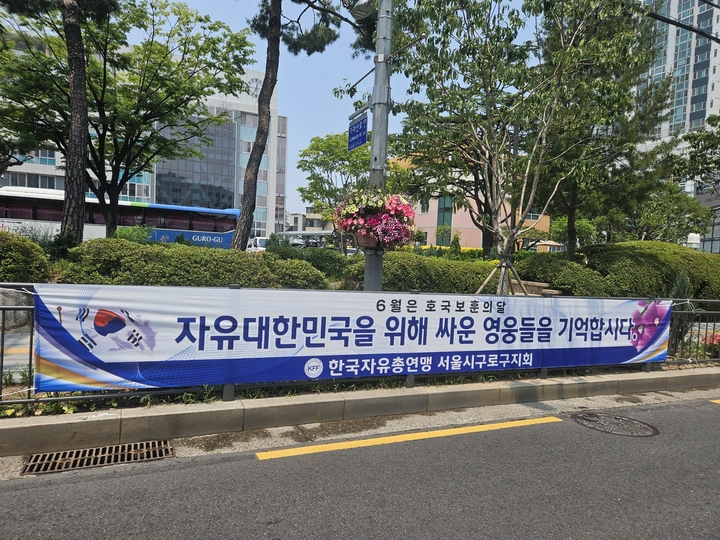 6월은 호국보훈의달
자유대한민국을 위해 싸운 영웅들을 기억합시다.
KFF 한국자유총연맹 서울시구로구지회
GURO-GU